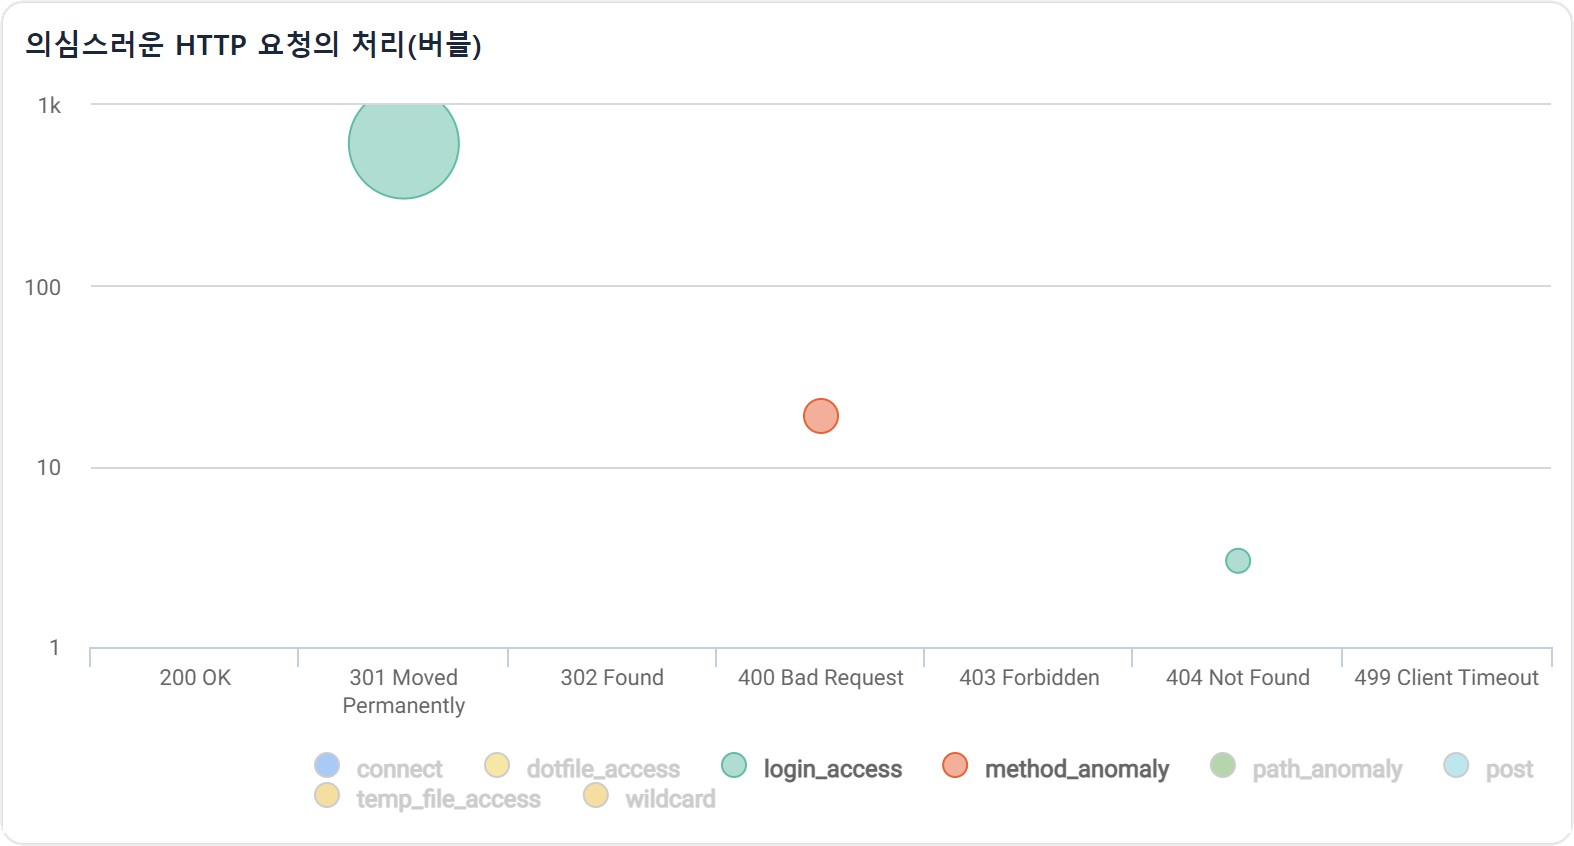 의심스러운 HTTP 요청의 처리(버블)
1k
100
10
1
200 OK
301 Moved
Permanently
302 Found
400 Bad Request
403 Forbidden
404 Not Found
499 Client Timeout
connect
dotfile_access
login_access
method_anomaly
path_anomaly
post
temp_file_access
wildcard